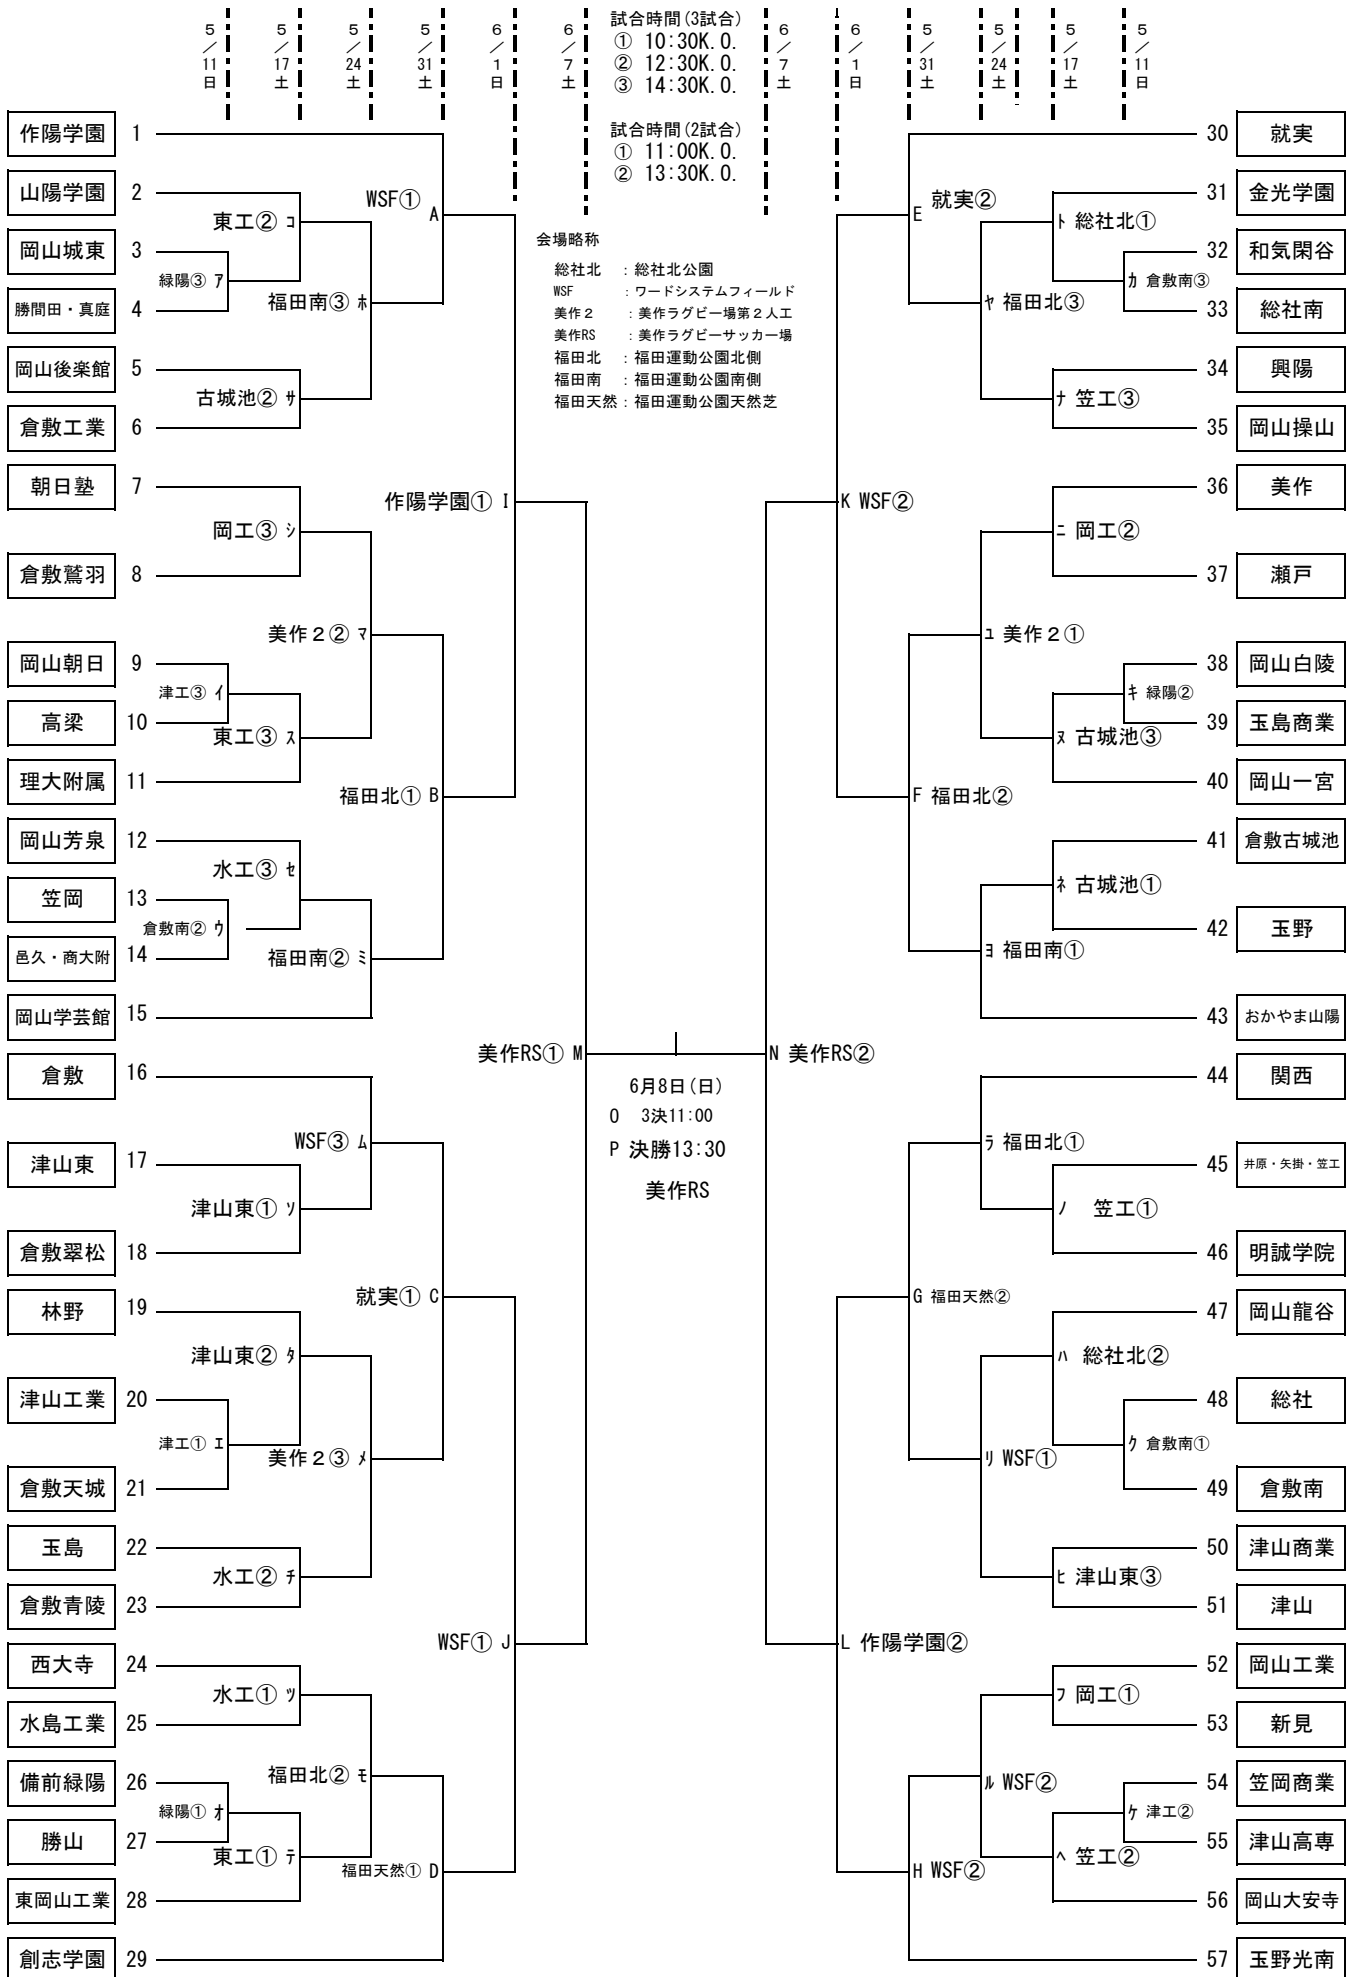 5/11日 5/17土 5/24土 5/31土 6/1日 6/7土
試合時間(3試合)
① 10:30K.O.
② 12:30K.O.
③ 14:30K.O.
試合時間(2試合)
① 11:00K.O.
② 13:30K.O.
6/7土 6/1日 5/31土 5/24土 5/17土 5/11日
会場略称
総社北 : 総社北公園
WSF : ワードシステムフィールド
美作2 : 美作ラグビー場第2人工
美作RS : 美作ラグビーサッカー場
福田北 : 福田運動公園北側
福田南 : 福田運動公園南側
福田天然 : 福田運動公園天然芝
作陽学園 1
WSF① A
山陽学園 2
東工② コ
岡山城東 3
緑陽③ ア
福田南③ ホ
勝間田・真庭 4
岡山後楽館 5
古城池② サ
倉敷工業 6
朝日塾 7
作陽学園① I
岡工③ シ
倉敷鷲羽 8
美作2② マ
岡山朝日 9
津工③ イ
高梁 10
東工③ ス
理大附属 11
福田北① B
岡山芳泉 12
水工③ セ
笠岡 13
倉敷南② ウ
邑久・商大附 14
福田南② ミ
岡山学芸館 15
美作RS① M
倉敷 16
WSF③ ム
津山東 17
津山東① ソ
倉敷翠松 18
就実① C
林野 19
津山東② タ
津山工業 20
津工① エ
美作2③ メ
倉敷天城 21
玉島 22
水工② チ
倉敷青陵 23
WSF① J
西大寺 24
水工① ツ
水島工業 25
福田北② モ
備前緑陽 26
緑陽① オ
勝山 27
東工① テ
福田天然① D
東岡山工業 28
創志学園 29
6月8日(日)
O 3決11:00
P 決勝13:30
美作RS
30 就実
E 就実②
31 金光学園
ト 総社北①
32 和気閑谷
カ 倉敷南③
ヤ 福田北③
33 総社南
34 興陽
ナ 笠工③
35 岡山操山
36 美作
K WSF②
ニ 岡工②
37 瀬戸
ユ 美作2①
38 岡山白陵
キ 緑陽②
39 玉島商業
ヌ 古城池③
40 岡山一宮
F 福田北②
41 倉敷古城池
ネ 古城池①
42 玉野
ヨ 福田南①
43 おかやま山陽
N 美作RS②
44 関西
ラ 福田北①
45 井原・矢掛・笠工
ノ 笠工①
46 明誠学院
G 福田天然②
47 岡山龍谷
ハ 総社北②
48 総社
ク 倉敷南①
リ WSF①
49 倉敷南
50 津山商業
ヒ 津山東③
51 津山
L 作陽学園②
52 岡山工業
フ 岡工①
53 新見
ル WSF②
54 笠岡商業
ケ 津工②
55 津山高専
ヘ 笠工②
H WSF②
56 岡山大安寺
57 玉野光南